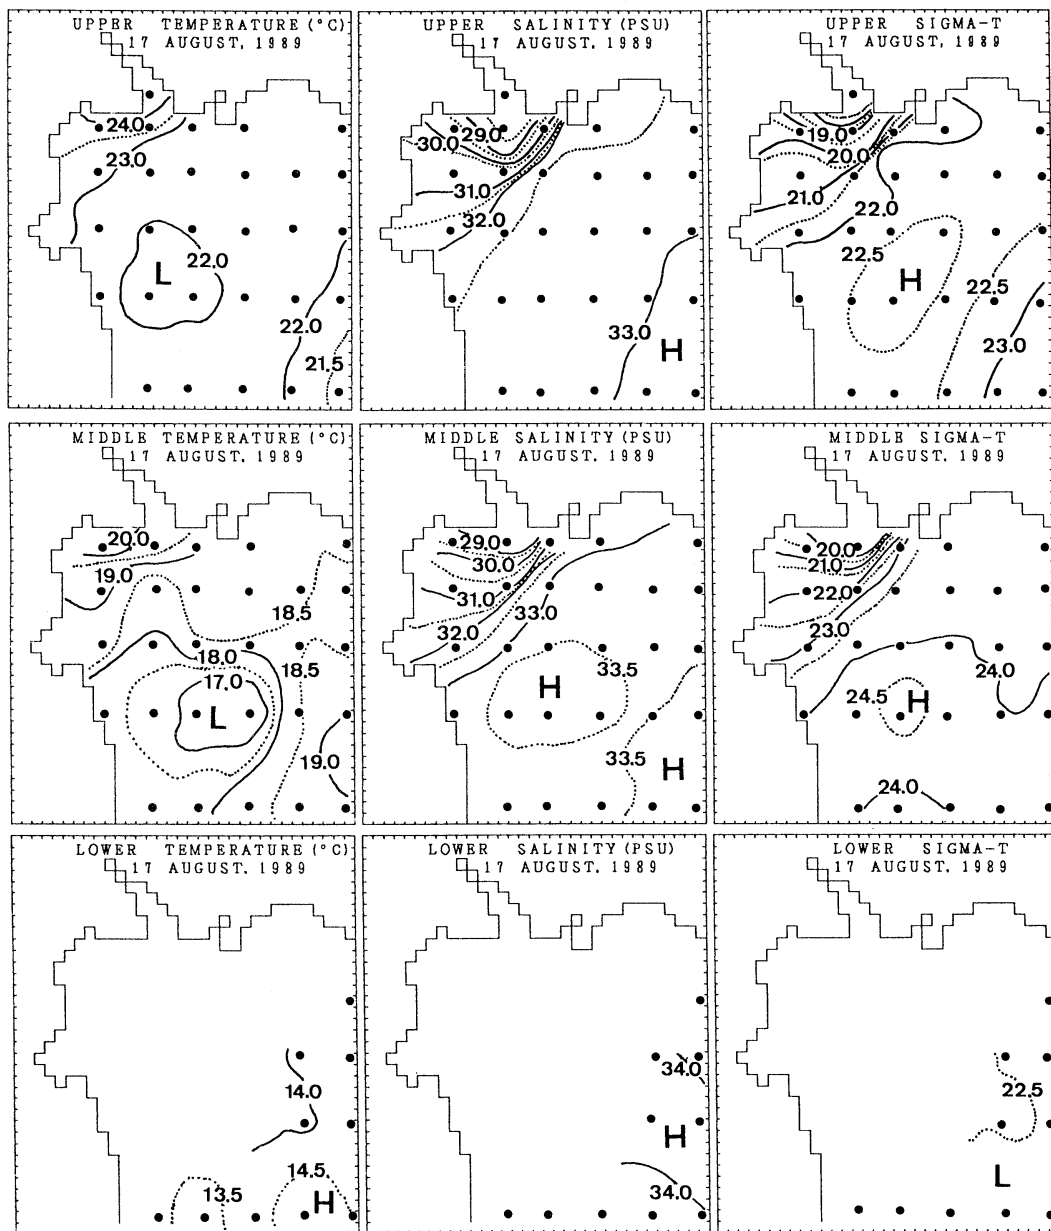 UPPER TEMPERATURE (°C)
17 AUGUST, 1989
24.0
23.0
L
22.0
22.0
21.5
UPPER SALINITY (PSU)
17 AUGUST, 1989
29.0
30.0
31.0
32.0
33.0
H
UPPER SIGMA-T
17 AUGUST, 1989
19.0
20.0
21.0
22.0
22.5
H
22.5
23.0
MIDDLE TEMPERATURE (°C)
17 AUGUST, 1989
20.0
19.0
18.5
18.0
18.5
17.0
L
19.0
MIDDLE SALINITY (PSU)
17 AUGUST, 1989
29.0
30.0
31.0
33.0
32.0
33.5
H
33.5
H
MIDDLE SIGMA-T
17 AUGUST, 1989
20.0
21.0
22.0
23.0
24.0
24.5
H
24.0
LOWER TEMPERATURE (°C)
17 AUGUST, 1989
14.0
14.5
13.5
H
LOWER SALINITY (PSU)
17 AUGUST, 1989
34.0
H
34.0
LOWER SIGMA-T
17 AUGUST, 1989
22.5
L